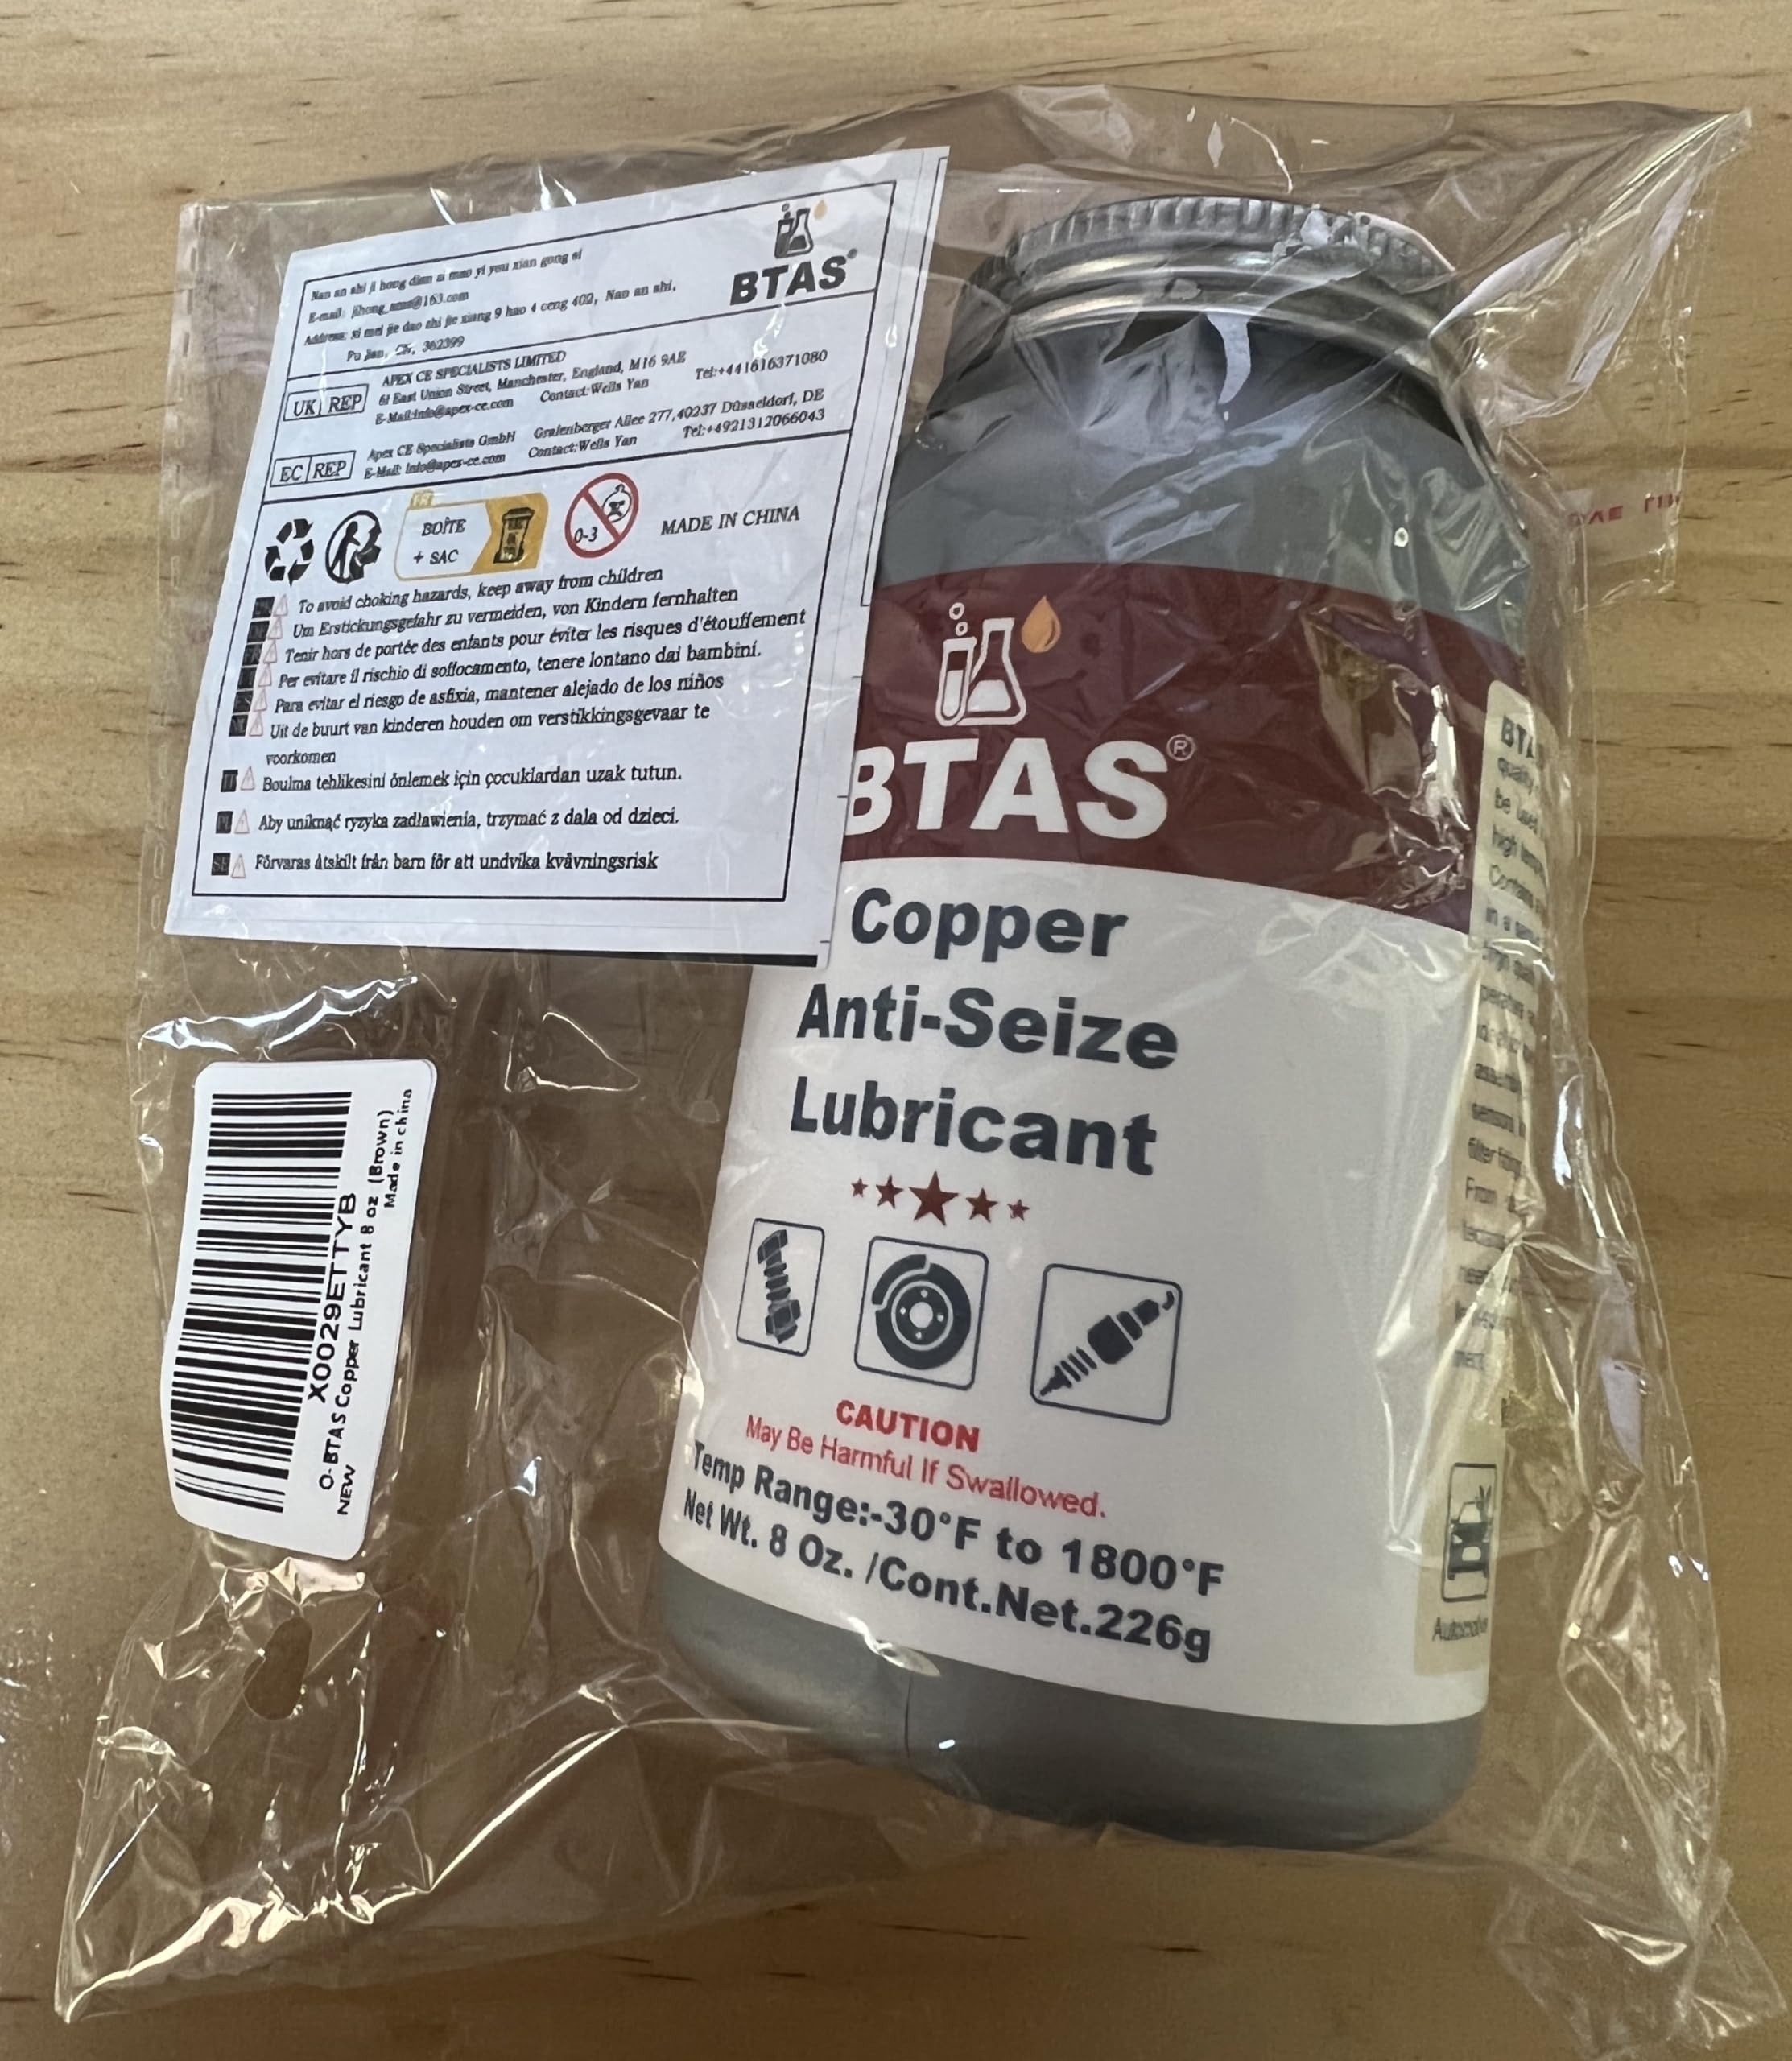 BTAS®
Nan an shi ji hong dian zi mao yi you xian gong si
E-mail:
Address: xi mei jie dao shi jie xiang 9 hao 4 ceng 402, Nan an shi,
362399
UK REP
APEX CE SPECIALISTS LIMITED
61 East Union Street, Manchester, England, M16 9AE
E-Mail:Info@apex-ce.com Contact:Wells Yan Tel:+441616371080
EC REP
Apex CE Specialists GmbH Grafenberger Allee 277,40237 Düsseldorf, DE
E-Mail: Info@apex-ce.com Contact:Wells Yan Tel:+4921312066043
FR
BOÎTE
+ SAC
0-3
MADE IN CHINA
To avoid choking hazards, keep away from children
Um Erstickungsgefahr zu vermeiden, von Kindern fernhalten
Tenir hors de portée des enfants pour éviter les risques d'étouffement
Per evitare il rischio di soffocamento, tenere lontano dai bambini.
Para evitar el riesgo de asfixia, mantener alejado de los niños
Uit de buurt van kinderen houden om verstikkingsgevaar te
voorkomen
Boulma tehlikesini önlemek için çocuklardan uzak tutun.
PL Aby uniknąć ryzyka zadławienia, trzymać z dala od dzieci.
SE Förvaras åtskilt från barn för att undvika kvävningsrisk
X0029ETTYB
O-BTAS Copper Lubricant 8 oz (Brown)
NEW Made in china
BTAS®
Copper
Anti-Seize
Lubricant
CAUTION
May Be Harmful If Swallowed.
Temp Range:-30°F to 1800°F
Net Wt. 8 Oz. /Cont.Net.226g
be used
in a
From